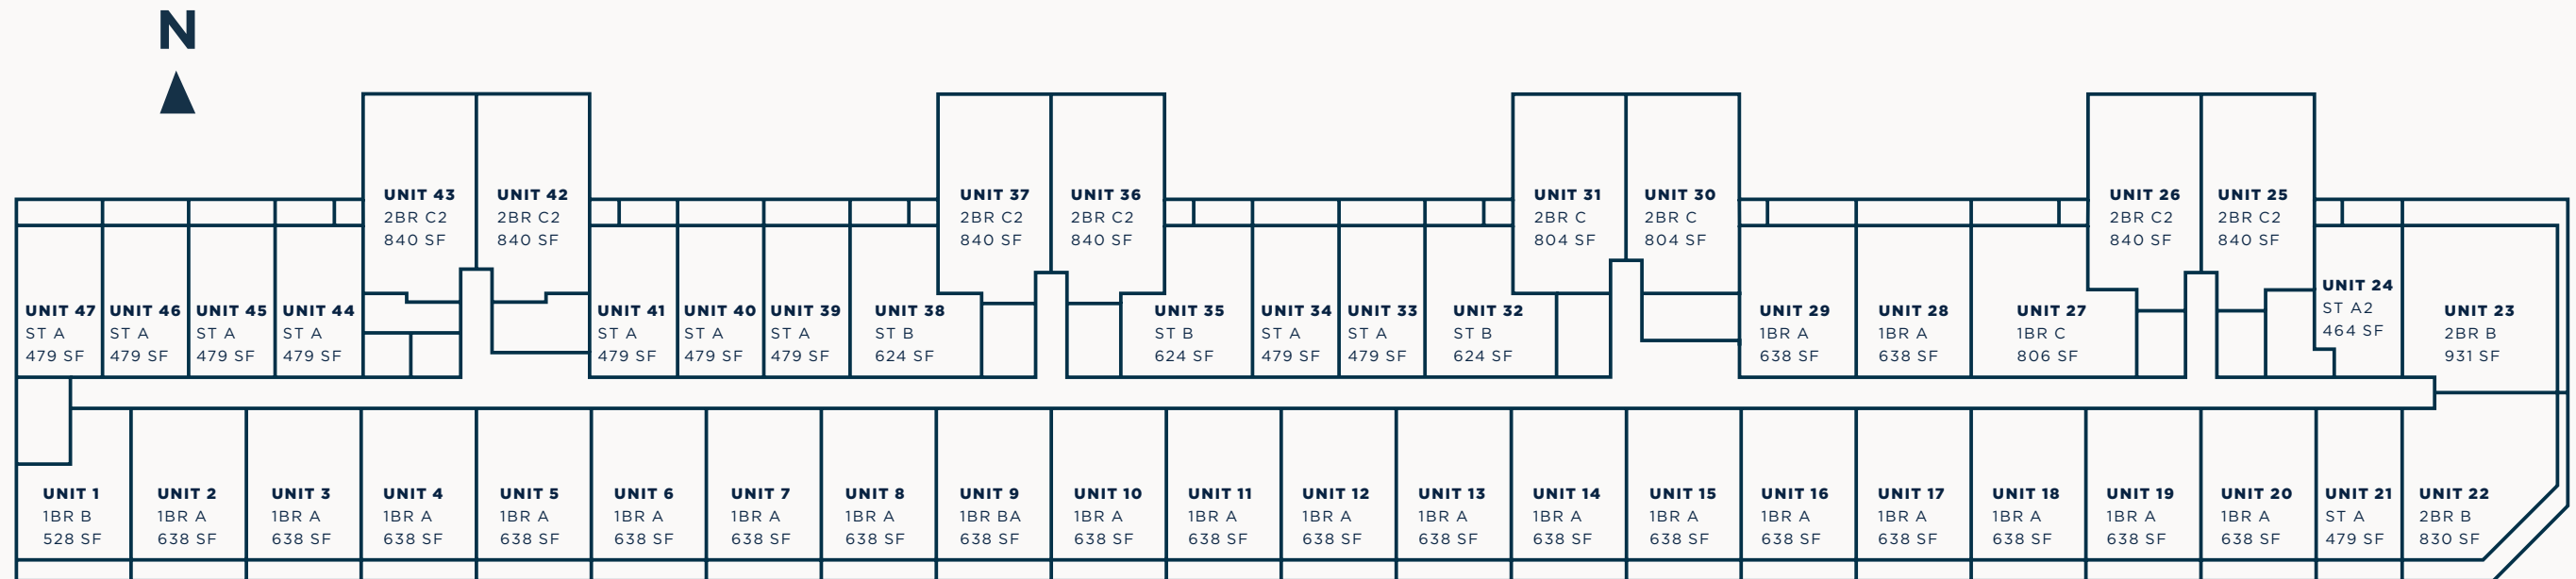 N
UNIT 43
2BR C2
840 SF
UNIT 42
2BR C2
840 SF
UNIT 37
2BR C2
840 SF
UNIT 36
2BR C2
840 SF
UNIT 31
2BR C
804 SF
UNIT 30
2BR C
804 SF
UNIT 26
2BR C2
840 SF
UNIT 25
2BR C2
840 SF
UNIT 47
ST A
479 SF
UNIT 46
ST A
479 SF
UNIT 45
ST A
479 SF
UNIT 44
ST A
479 SF
UNIT 41
ST A
479 SF
UNIT 40
ST A
479 SF
UNIT 39
ST A
479 SF
UNIT 38
ST B
624 SF
UNIT 35
ST B
624 SF
UNIT 34
ST A
479 SF
UNIT 33
ST A
479 SF
UNIT 32
ST B
624 SF
UNIT 29
1BR A
638 SF
UNIT 28
1BR A
638 SF
UNIT 27
1BR C
806 SF
UNIT 24
ST A2
464 SF
UNIT 23
2BR B
931 SF
UNIT 1
1BR B
528 SF
UNIT 2
1BR A
638 SF
UNIT 3
1BR A
638 SF
UNIT 4
1BR A
638 SF
UNIT 5
1BR A
638 SF
UNIT 6
1BR A
638 SF
UNIT 7
1BR A
638 SF
UNIT 8
1BR A
638 SF
UNIT 9
1BR BA
638 SF
UNIT 10
1BR A
638 SF
UNIT 11
1BR A
638 SF
UNIT 12
1BR A
638 SF
UNIT 13
1BR A
638 SF
UNIT 14
1BR A
638 SF
UNIT 15
1BR A
638 SF
UNIT 16
1BR A
638 SF
UNIT 17
1BR A
638 SF
UNIT 18
1BR A
638 SF
UNIT 19
1BR A
638 SF
UNIT 20
1BR A
638 SF
UNIT 21
ST A
479 SF
UNIT 22
2BR B
830 SF